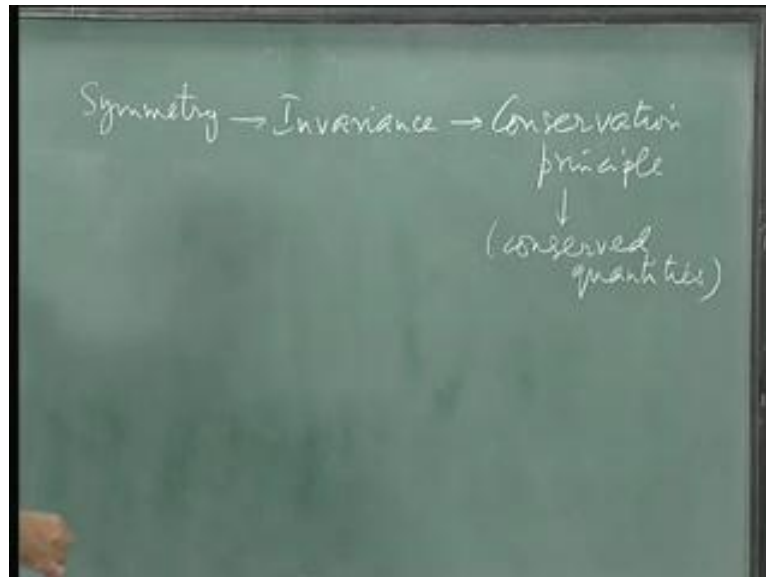 Symmetry → Invariance → Conservation
principle
↓
(conserved
quantities)